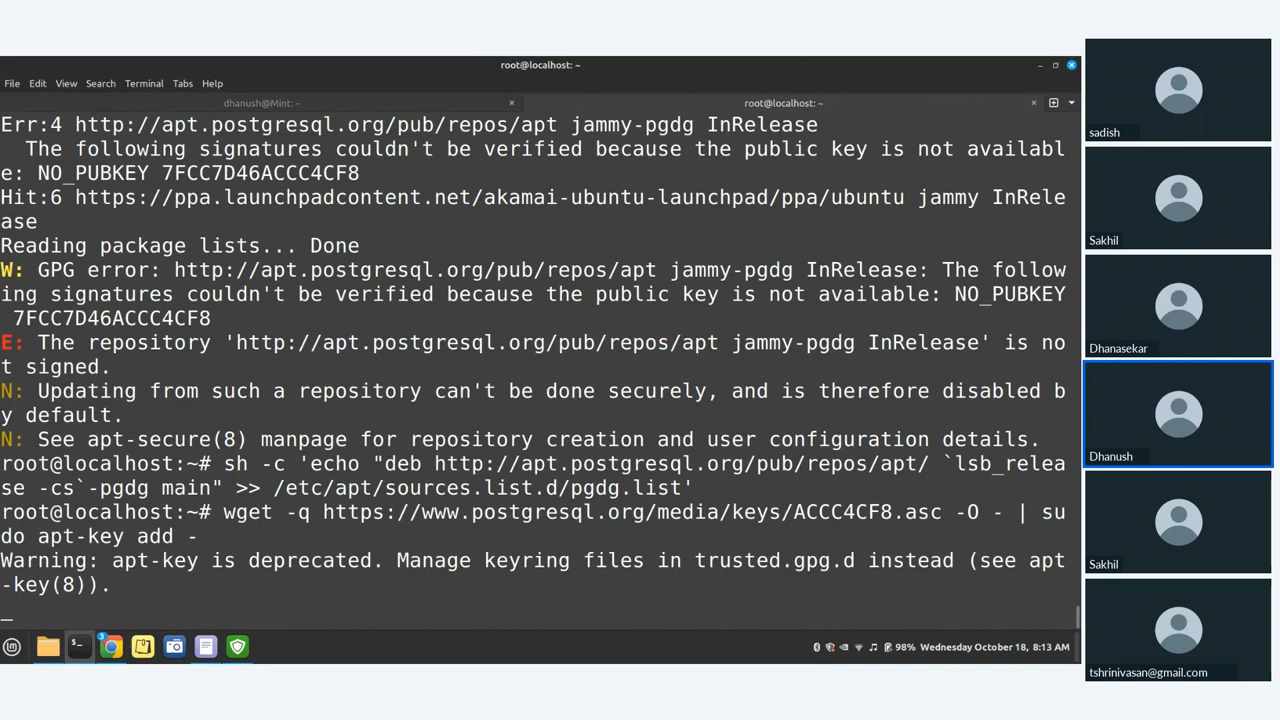 root@localhost: ~
File Edit View Search Terminal Tabs Help
dhanush@Mint: ~
root@localhost: ~
Err:4 http://apt.postgresql.org/pub/repos/apt jammy-pgdg InRelease
The following signatures couldn't be verified because the public key is not availabl
e: NO_PUBKEY 7FCC7D46ACCC4CF8
Hit:6 https://ppa.launchpadcontent.net/akamai-ubuntu-launchpad/ppa/ubuntu jammy InRele
ase
Reading package lists... Done
W: GPG error: http://apt.postgresql.org/pub/repos/apt jammy-pgdg InRelease: The follow
ing signatures couldn't be verified because the public key is not available: NO_PUBKEY
7FCC7D46ACCC4CF8
E: The repository 'http://apt.postgresql.org/pub/repos/apt jammy-pgdg InRelease' is no
t signed.
N: Updating from such a repository can't be done securely, and is therefore disabled b
y default.
N: See apt-secure(8) manpage for repository creation and user configuration details.
root@localhost:~# sh -c 'echo "deb http://apt.postgresql.org/pub/repos/apt/ `lsb_relea
se -cs`-pgdg main" >> /etc/apt/sources.list.d/pgdg.list'
root@localhost:~# wget -q https://www.postgresql.org/media/keys/ACCC4CF8.asc -O - | su
do apt-key add -
Warning: apt-key is deprecated. Manage keyring files in trusted.gpg.d instead (see apt
-key(8)).
3
98% Wednesday October 18, 8:13 AM
sadish
Sakhil
Dhanasekar
Dhanush
Sakhil
tshrinivasan@gmail.com